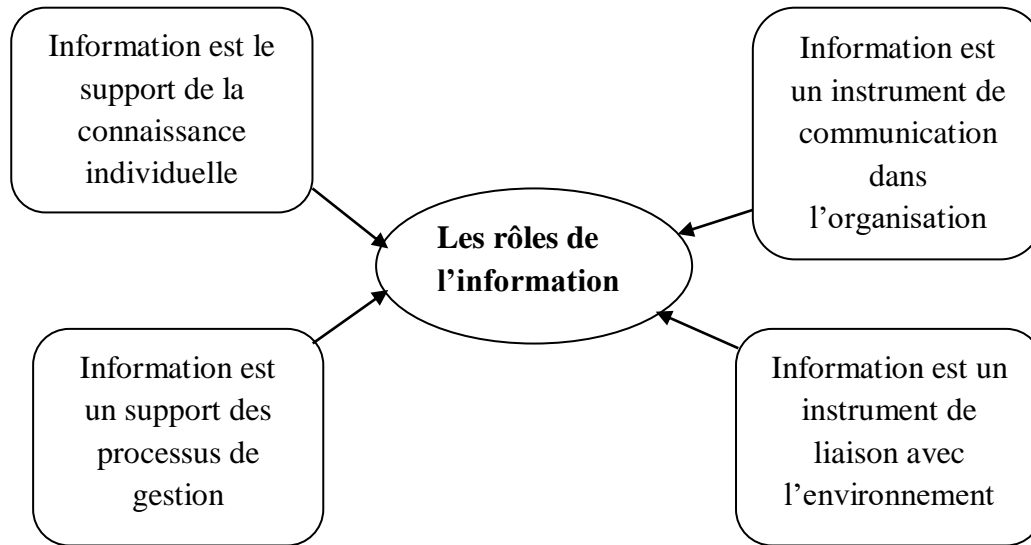 Information est le
support de la
connaissance
individuelle
Information est
un instrument de
communication
dans
l’organisation
Les rôles de
l’information
Information est
un support des
processus de
gestion
Information est un
instrument de
liaison avec
l’environnement